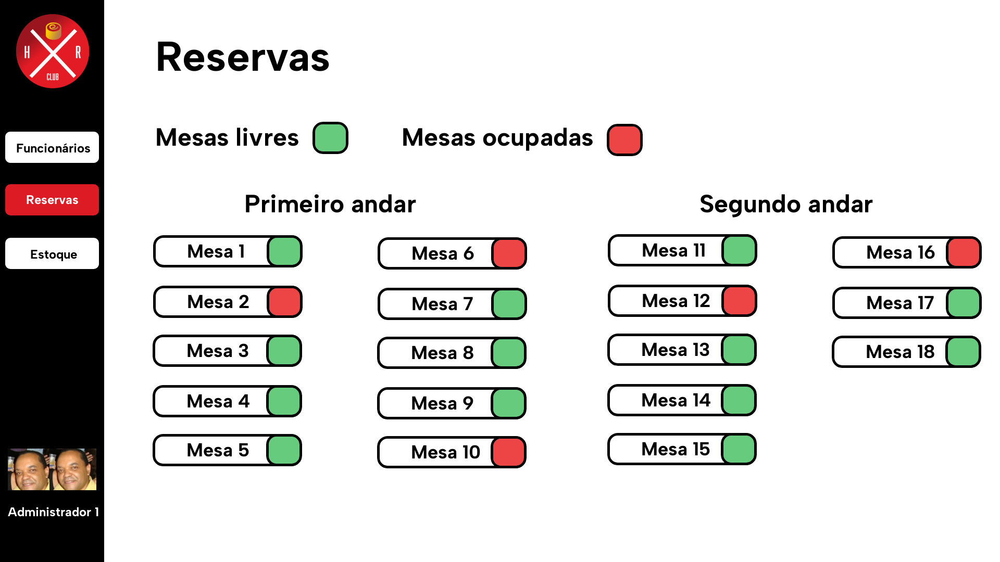 H R
CLUB
Funcionários
Reservas
Estoque
Administrador 1
Reservas
Mesas livres
Mesas ocupadas
Primeiro andar
Mesa 1
Mesa 2
Mesa 3
Mesa 4
Mesa 5
Mesa 6
Mesa 7
Mesa 8
Mesa 9
Mesa 10
Segundo andar
Mesa 11
Mesa 12
Mesa 13
Mesa 14
Mesa 15
Mesa 16
Mesa 17
Mesa 18